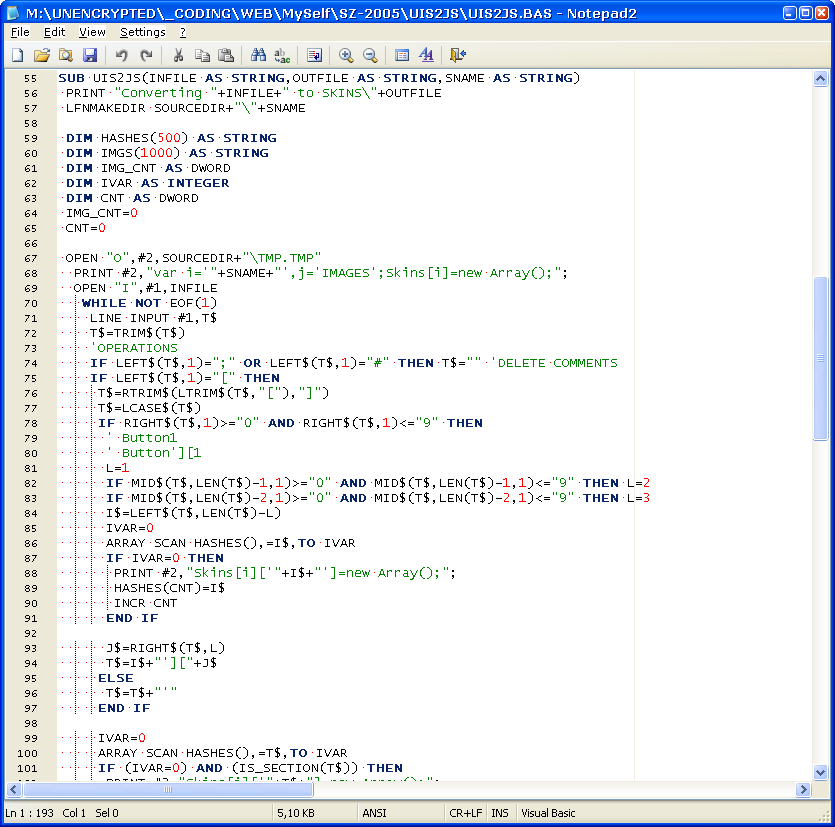 M:\UNENCRYPTED\_CODING\WEB\MySelf\SZ-2005\UIS2JS\UIS2JS.BAS - Notepad2
File Edit View Settings ?
55 SUB UIS2JS(INFILE AS STRING,OUTFILE AS STRING,SNAME AS STRING)
56 PRINT "Converting "+INFILE+" to SKINS\"+OUTFILE
57 LFNMAKEDIR SOURCEDIR+"\"+SNAME
58
59 DIM HASHES(500) AS STRING
60 DIM IMGS(1000) AS STRING
61 DIM IMG_CNT AS DWORD
62 DIM IVAR AS INTEGER
63 DIM CNT AS DWORD
64 IMG_CNT=0
65 CNT=0
66
67 OPEN "O",#2,SOURCEDIR+"\TMP.TMP"
68 PRINT #2,"var i='"+SNAME+"',j='IMAGES';Skins[i]=new Array();";
69 OPEN "I",#1,INFILE
70 WHILE NOT EOF(1)
71 LINE INPUT #1,T$
72 T$=TRIM$(T$)
73 'OPERATIONS
74 IF LEFT$(T$,1)=";" OR LEFT$(T$,1)="#" THEN T$="" 'DELETE COMMENTS
75 IF LEFT$(T$,1)="[" THEN
76 T$=RTRIM$(LTRIM$(T$,"["),"]")
77 T$=LCASE$(T$)
78 IF RIGHT$(T$,1)>="0" AND RIGHT$(T$,1)<="9" THEN
79 ' Button1
80 ' Button'][1
81 L=1
82 IF MID$(T$,LEN(T$)-1,1)>="0" AND MID$(T$,LEN(T$)-1,1)<="9" THEN L=2
83 IF MID$(T$,LEN(T$)-2,1)>="0" AND MID$(T$,LEN(T$)-2,1)<="9" THEN L=3
84 I$=LEFT$(T$,LEN(T$)-L)
85 IVAR=0
86 ARRAY SCAN HASHES(),=I$,TO IVAR
87 IF IVAR=0 THEN
88 PRINT #2,"Skins[i]['"+I$+"']=new Array();";
89 HASHES(CNT)=I$
90 INCR CNT
91 END IF
92
93 J$=RIGHT$(T$,L)
94 T$=I$+"']["+J$
95 ELSE
96 T$=T$+"'"
97 END IF
98
99 IVAR=0
100 ARRAY SCAN HASHES(),=T$,TO IVAR
101 IF (IVAR=0) AND (IS_SECTION(T$)) THEN
Ln 1 : 193 Col 1 Sel 0 5,10 KB ANSI CR+LF INS Visual Basic